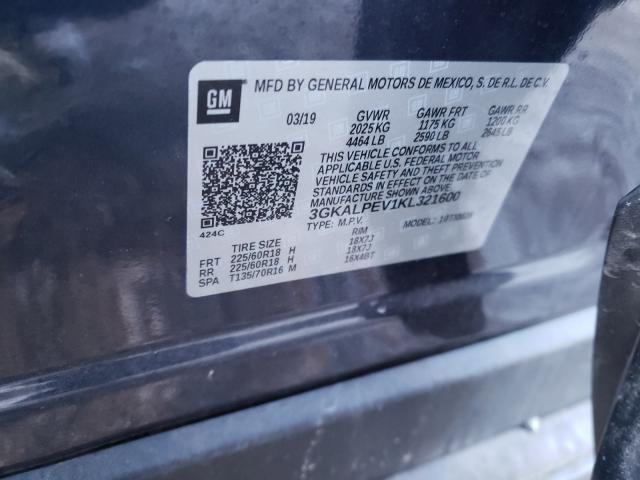 GM
MFD BY GENERAL MOTORS DE MEXICO, S. DE R.L. DE C.V.
03/19 GVWR GAWR FRT GAWR RR
2025 KG 1175 KG 1200 KG
4464 LB 2590 LB 2645 LB
THIS VEHICLE CONFORMS TO ALL
APPLICABLE U.S. FEDERAL MOTOR
VEHICLE SAFETY AND THEFT PREVENTION
STANDARDS IN EFFECT ON THE DATE OF
MANUFACTURE SHOWN ABOVE.
3GKALPEV1KL321600
TYPE: M.P.V. MODEL:
424C
TIRE SIZE RIM
FRT 225/60R18 H 18X7J
RR 225/60R18 H 18X7J
SPA T135/70R16 M 16X4BT